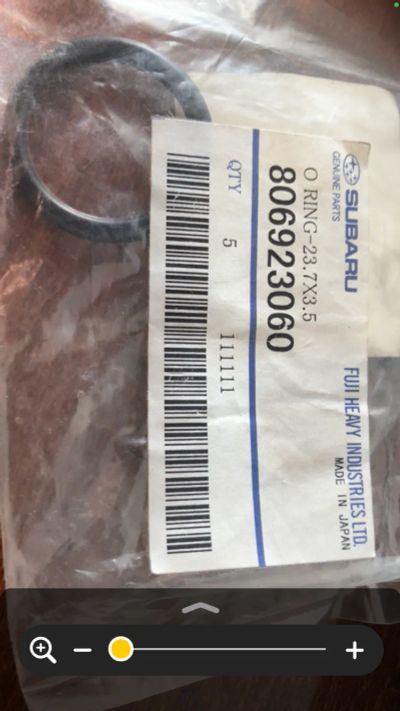 SUBARU
GENUINE PARTS
FUJI HEAVY INDUSTRIES LTD.
MADE IN JAPAN
O RING-23.7X3.5
806923060
QTY 5 111111